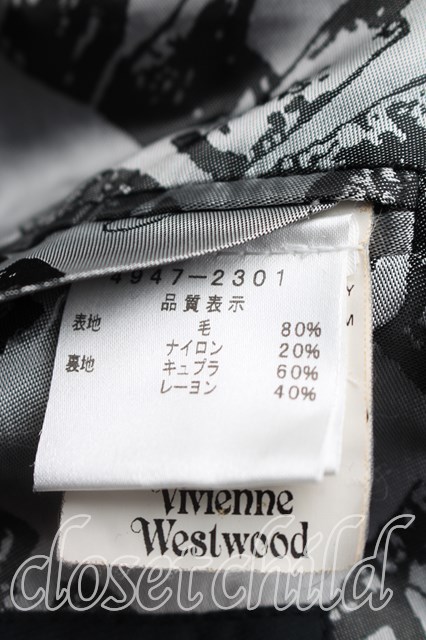 4947-2301
品質表示
表地 毛 80%
ナイロン 20%
裏地 キュプラ 60%
レーヨン 40%
Y
M
Vivienne
Westwood
closet child